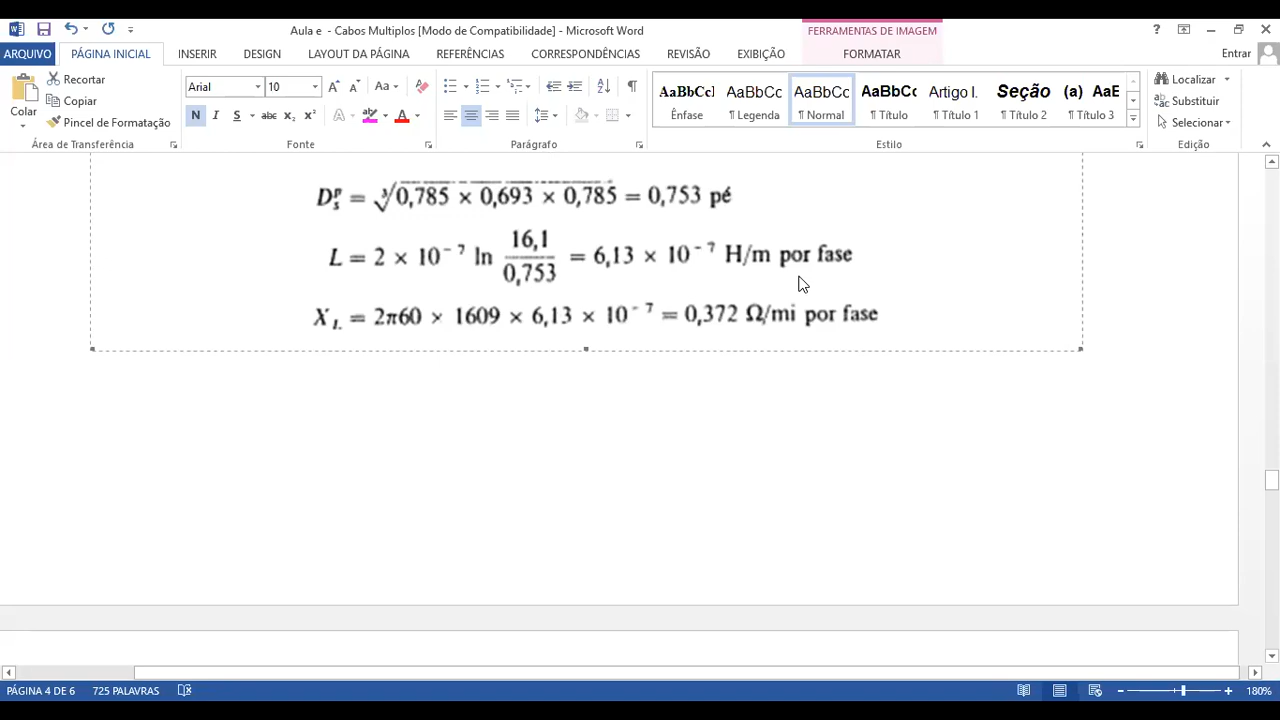 Aula e - Cabos Multiplos [Modo de Compatibilidade] - Microsoft Word
FERRAMENTAS DE IMAGEM
ARQUIVO PÁGINA INICIAL INSERIR DESIGN LAYOUT DA PÁGINA REFERÊNCIAS CORRESPONDÊNCIAS REVISÃO EXIBIÇÃO FORMATAR Entrar
Colar
Recortar
Copiar
Pincel de Formatação
Arial 10
N I S abc x₂ x²
Aa
AaBbCcI AaBbCc AaBbCc AaBbCc Artigo I. Seção (a) AaE
Ênfase ¶ Legenda ¶ Normal ¶ Título ¶ Título 1 ¶ Título 2 ¶ Título 3
Localizar
Substituir
Selecionar
Área de Transferência Fonte Parágrafo Estilo Edição
Dₛᵖ = ∛0,785 × 0,693 × 0,785 = 0,753 pé
L = 2 × 10⁻⁷ ln 16,1/0,753 = 6,13 × 10⁻⁷ H/m por fase
X_L = 2π60 × 1609 × 6,13 × 10⁻⁷ = 0,372 Ω/mi por fase
PÁGINA 4 DE 6 725 PALAVRAS 180%